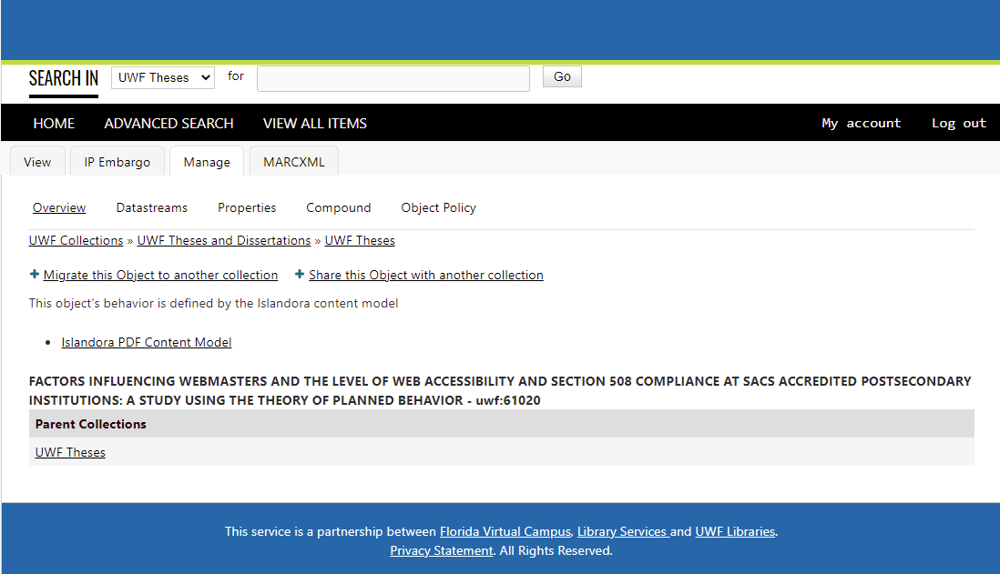 SEARCH IN UWF Theses for Go
HOME ADVANCED SEARCH VIEW ALL ITEMS My account Log out
View IP Embargo Manage MARCXML
Overview Datastreams Properties Compound Object Policy
UWF Collections » UWF Theses and Dissertations » UWF Theses
Migrate this Object to another collection Share this Object with another collection
This object's behavior is defined by the Islandora content model
• Islandora PDF Content Model
FACTORS INFLUENCING WEBMASTERS AND THE LEVEL OF WEB ACCESSIBILITY AND SECTION 508 COMPLIANCE AT SACS ACCREDITED POSTSECONDARY
INSTITUTIONS: A STUDY USING THE THEORY OF PLANNED BEHAVIOR - uwf:61020
Parent Collections
UWF Theses
This service is a partnership between Florida Virtual Campus, Library Services and UWF Libraries.
Privacy Statement. All Rights Reserved.